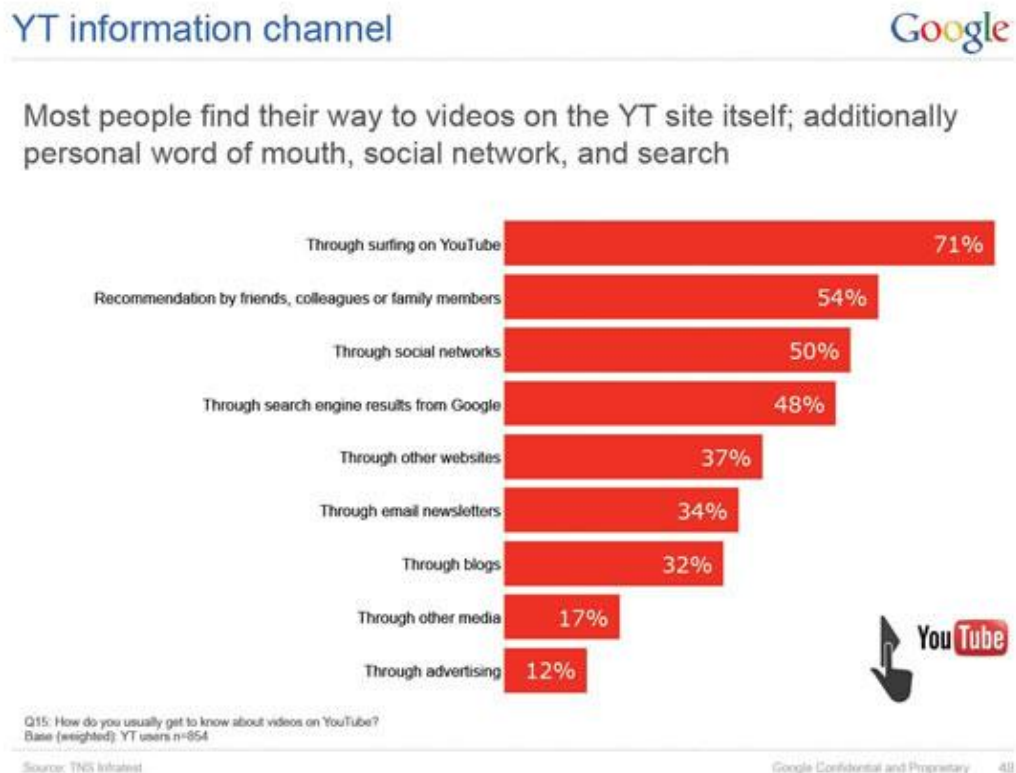 YT information channel
Google
Most people find their way to videos on the YT site itself; additionally
personal word of mouth, social network, and search
Through surfing on YouTube 71%
Recommendation by friends, colleagues or family members 54%
Through social networks 50%
Through search engine results from Google 48%
Through other websites 37%
Through email newsletters 34%
Through blogs 32%
Through other media 17%
Through advertising 12%
YouTube
Q15: How do you usually get to know about videos on YouTube?
Base (weighted): YT users n=854
Source: TNS Infratest
Google Confidential and Proprietary 48